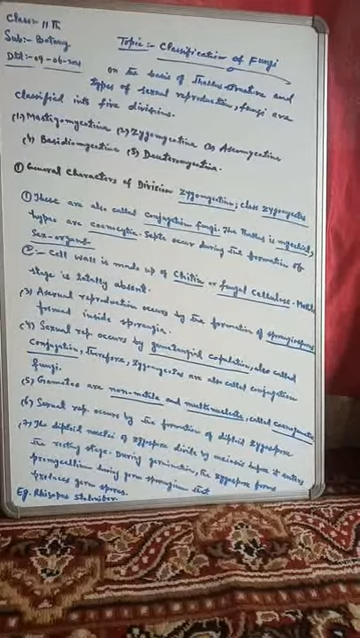 Class:- 11th
Sub:- Botany
Topic:- Classification of Fungi
on the basis of Thallus structure and
types of sexual reproduction, fungi are
Classified into five divisions.
(1) Mastigomycotina (2) Zygomycotina (3) Ascomycotina
(4) Basidiomycotina (5) Deuteromycotina.
① General Characters of Division Zygomycotina; class Zygomycetes
① These are also called Conjugation fungi. The Thallus is mycelial,
hypae are coenocytic. Septa occur during the formation of
Sex-organs
②:- Cell wall is made up of Chitin or fungal Cellulose. Motile
stage is totally absent.
(3) Asexual reproduction occurs by the formation of sporangiospores
formed inside sporangia.
(4) Sexual rep. occurs by gametangial copulation, also called
Conjugation, therefore, Zygomycetes are also called conjugation
fungi.
(5) Gametes are non-motile and multinucleate, called coenogametes
(6) Sexual rep. occurs by the formation of diploid Zygospore
(7) The diploid nuclei of Zygospore divide by meiosis before it enters
the resting stage. During germination, the zygospore forms
promycellium during germ sporangium that
produces germ spores.
Eg. Rhizopus stolonifer.